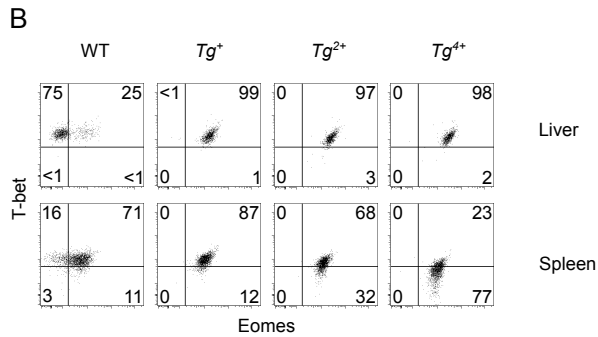 B
WT Tg+ Tg2+ Tg4+
75 25 <1 99 0 97 0 98
Liver
<1 <1 0 1 0 3 0 2
T-bet
16 71 0 87 0 68 0 23
Spleen
3 11 0 12 0 32 0 77
Eomes